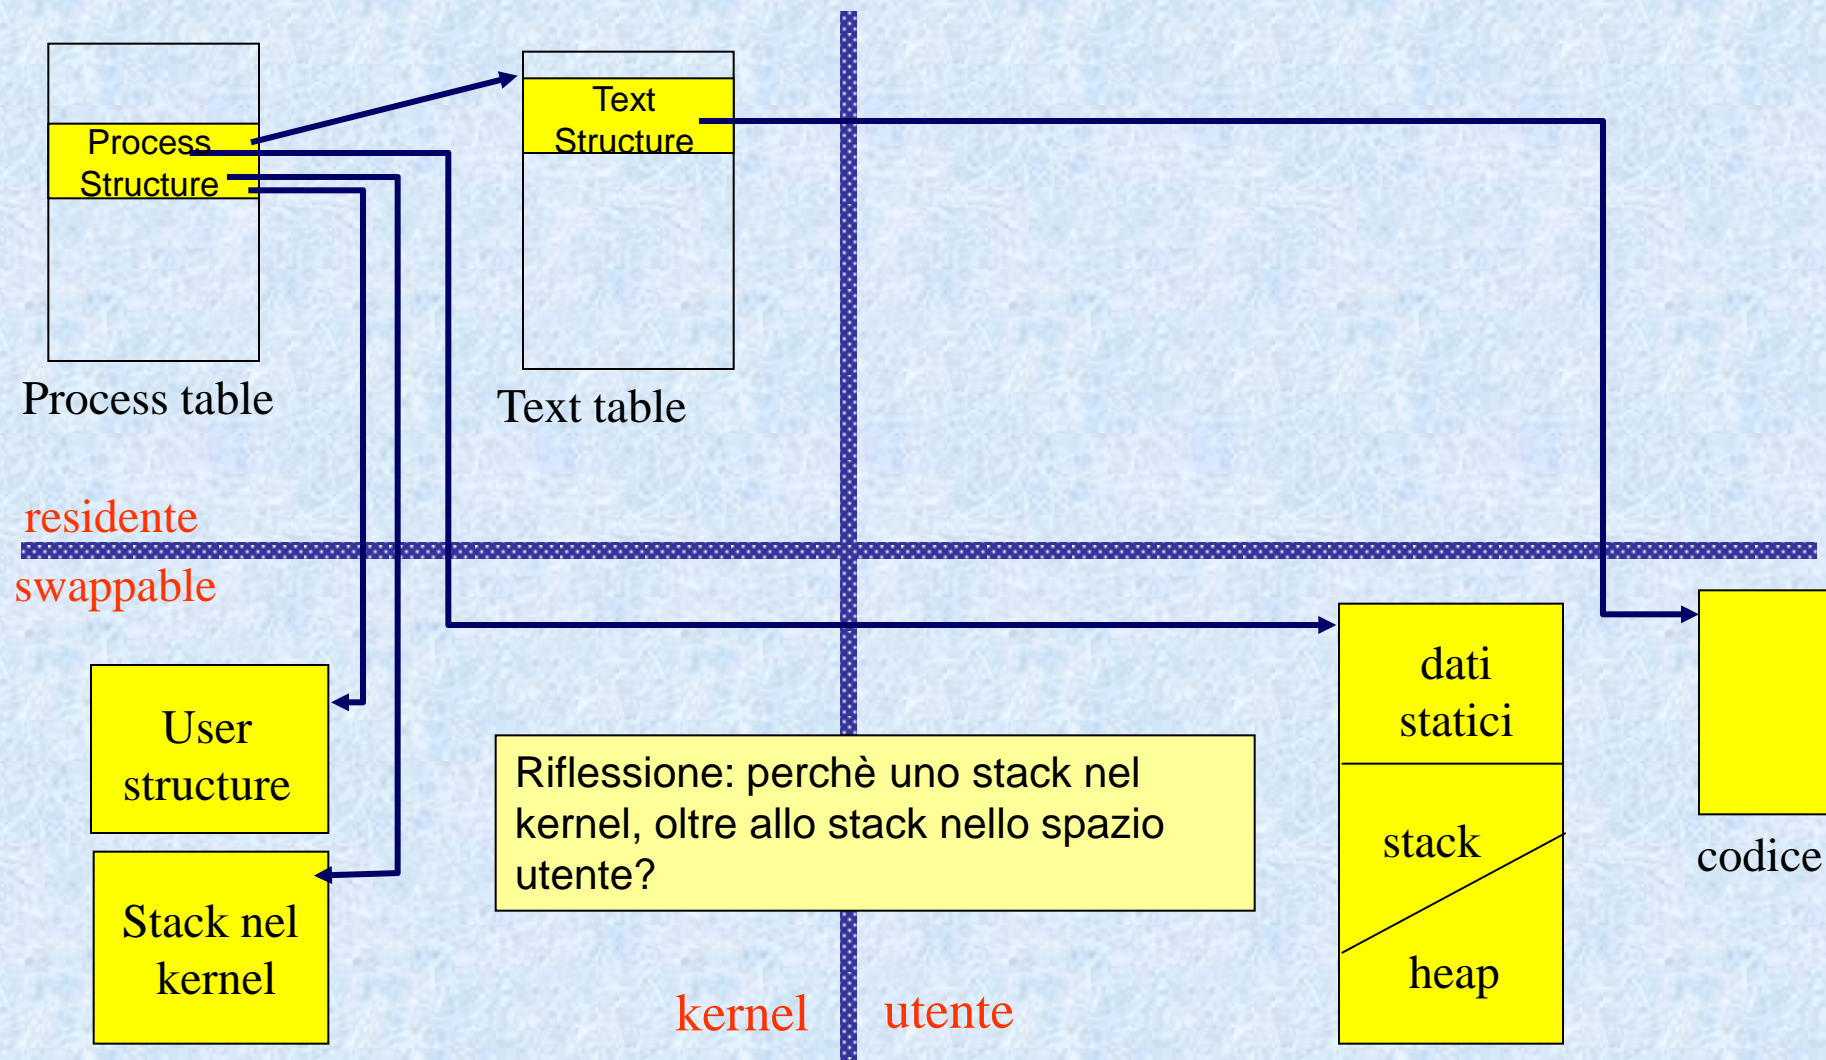 Process
Structure
Process table
Text
Structure
Text table
residente
swappable
User
structure
Stack nel
kernel
Riflessione: perchè uno stack nel
kernel, oltre allo stack nello spazio
utente?
kernel
utente
dati
statici
stack
heap
codice